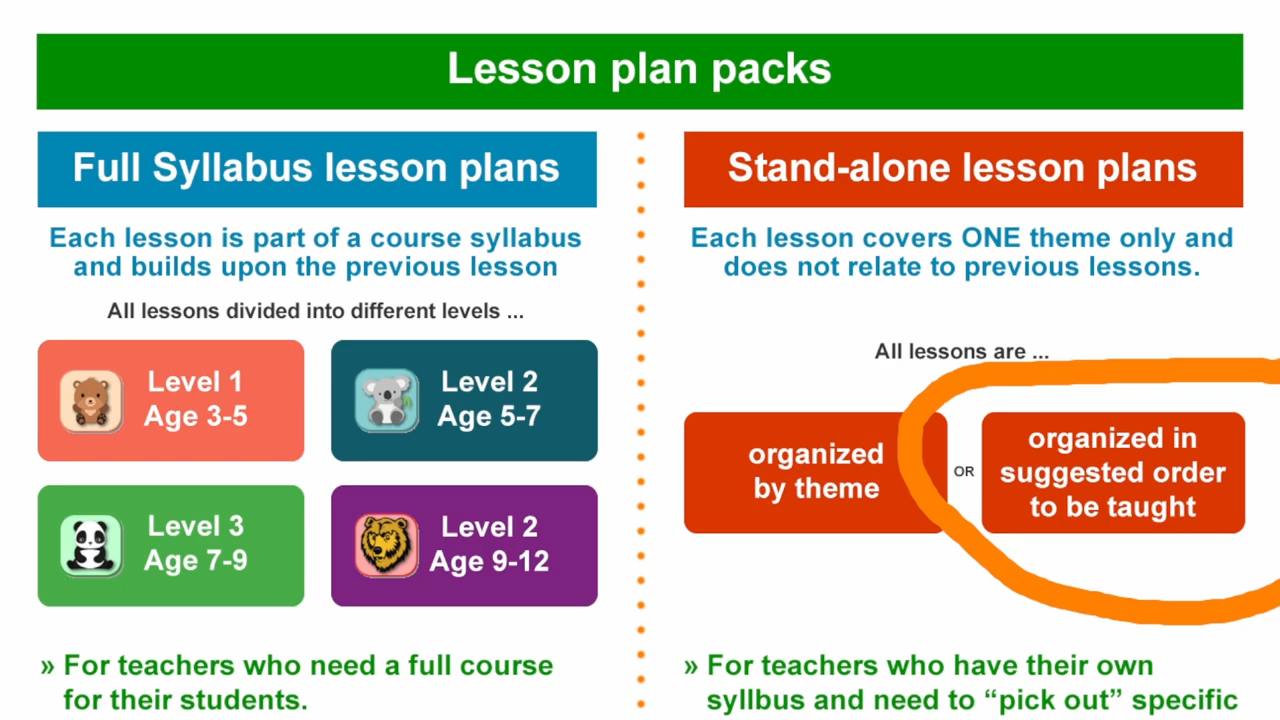 Lesson plan packs
Full Syllabus lesson plans
Each lesson is part of a course syllabus
and builds upon the previous lesson
All lessons divided into different levels ...
Level 1
Age 3-5
Level 2
Age 5-7
Level 3
Age 7-9
Level 2
Age 9-12
» For teachers who need a full course
for their students.
Stand-alone lesson plans
Each lesson covers ONE theme only and
does not relate to previous lessons.
All lessons are ...
organized
by theme
OR
organized in
suggested order
to be taught
» For teachers who have their own
syllbus and need to “pick out” specific